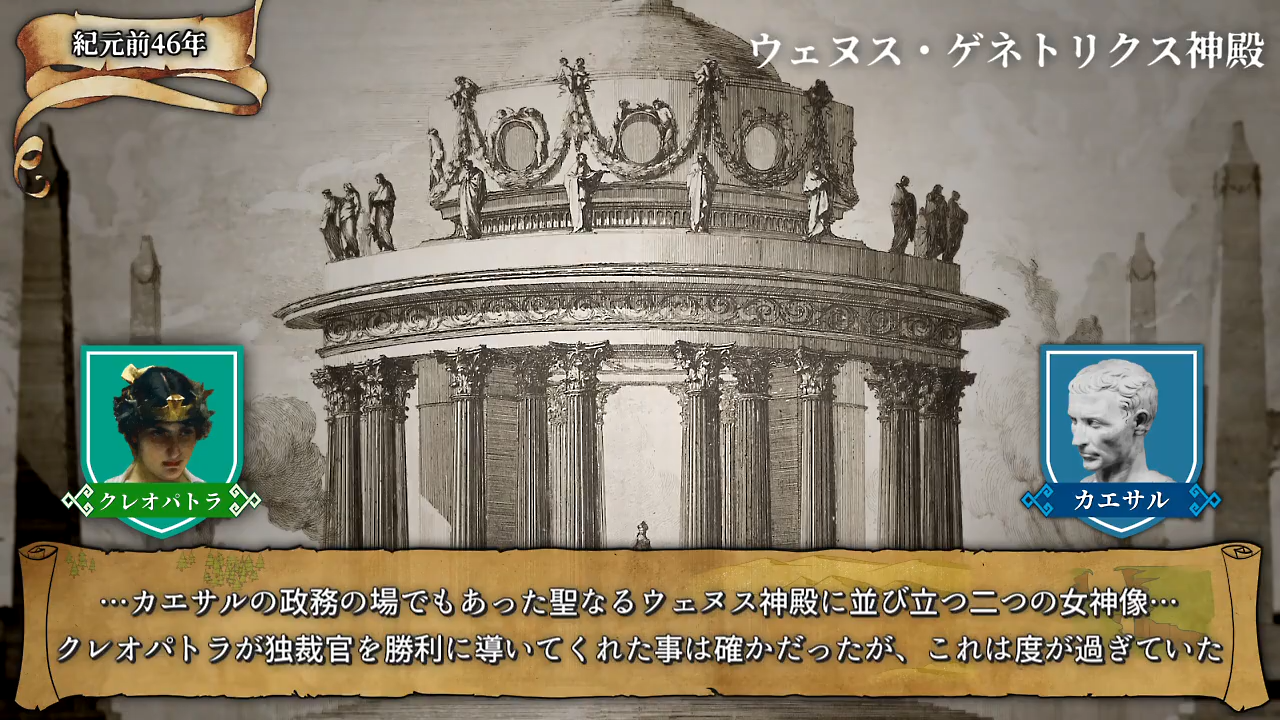 紀元前46年
ウェヌス・ゲネトリクス神殿
クレオパトラ
カエサル
…カエサルの政務の場でもあった聖なるウェヌス神殿に並び立つ二つの女神像…
クレオパトラが独裁官を勝利に導いてくれた事は確かだったが、これは度が過ぎていた